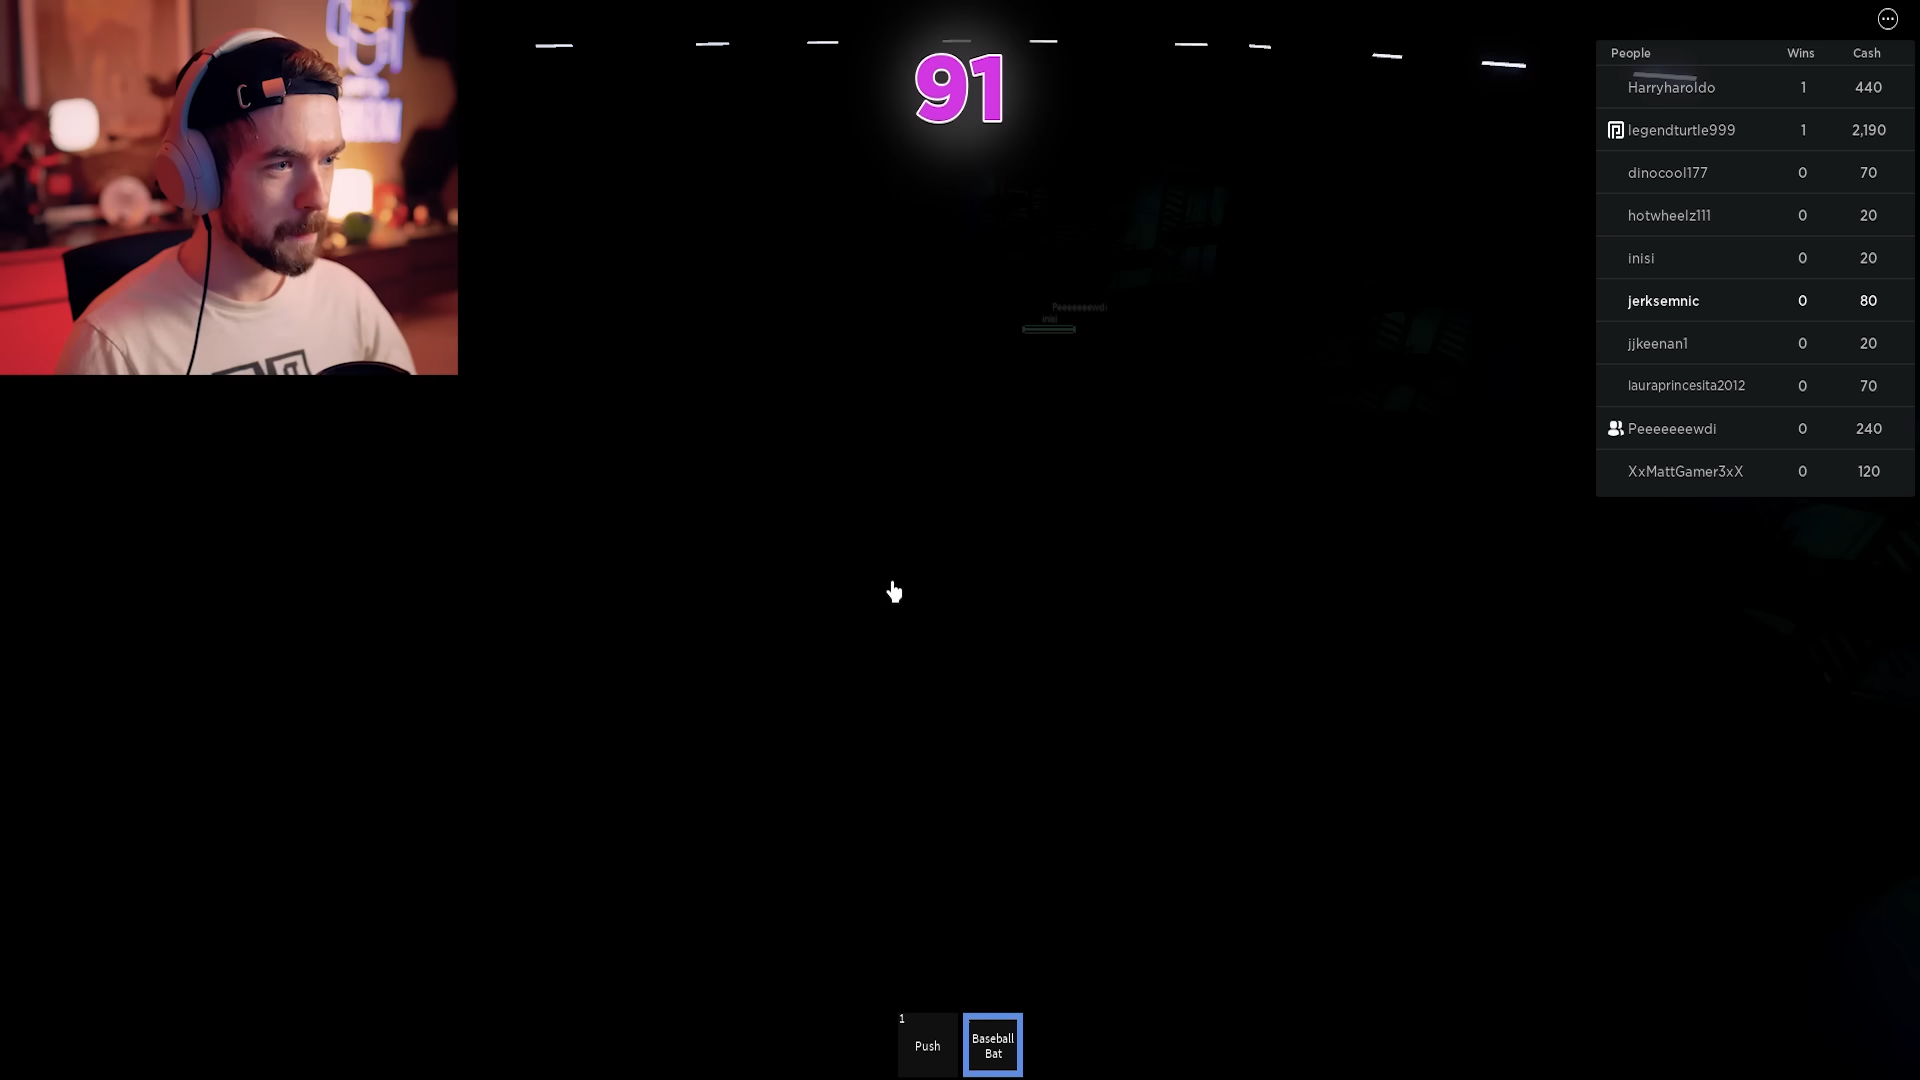 91
People Wins Cash
Harryharoldo 1 440
legendturtle999 1 2,190
dinocool177 0 70
hotwheelz111 0 20
inisi 0 20
jerksemnic 0 80
jjkeenan1 0 20
lauraprincesita2012 0 70
Peeeeeeewdi 0 240
XxMattGamer3xX 0 120
Peeeeeeewdi
inisi
1
Push
Baseball
Bat